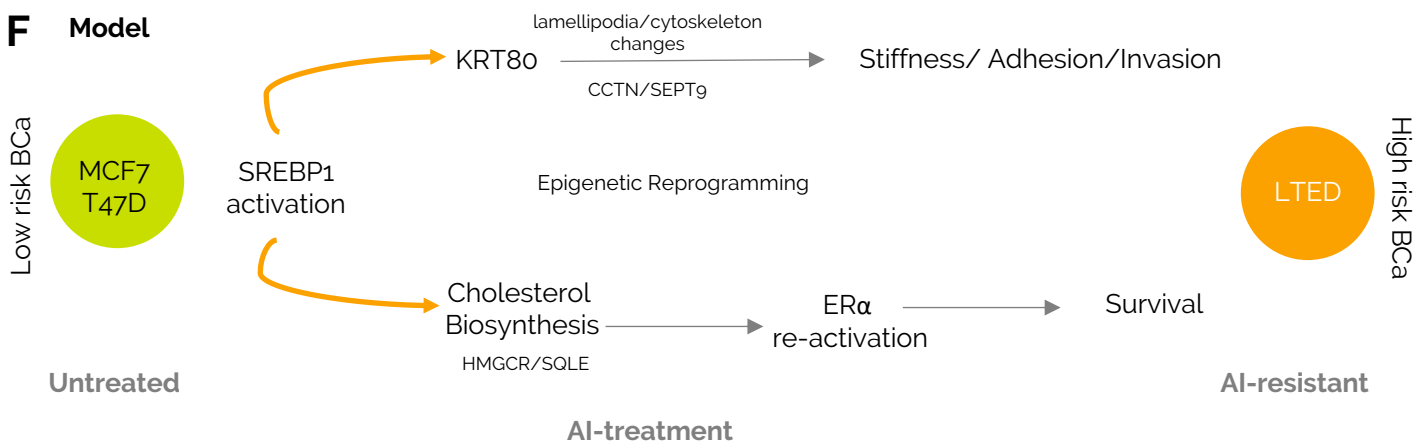 F Model
lamellipodia/cytoskeleton
changes
KRT80
CCTN/SEPT9
Stiffness/ Adhesion/Invasion
Low risk BCa
MCF7
T47D
SREBP1
activation
Epigenetic Reprogramming
LTED
High risk BCa
Cholesterol
Biosynthesis
HMGCR/SQLE
ERα
re-activation
Survival
Untreated
AI-treatment
AI-resistant